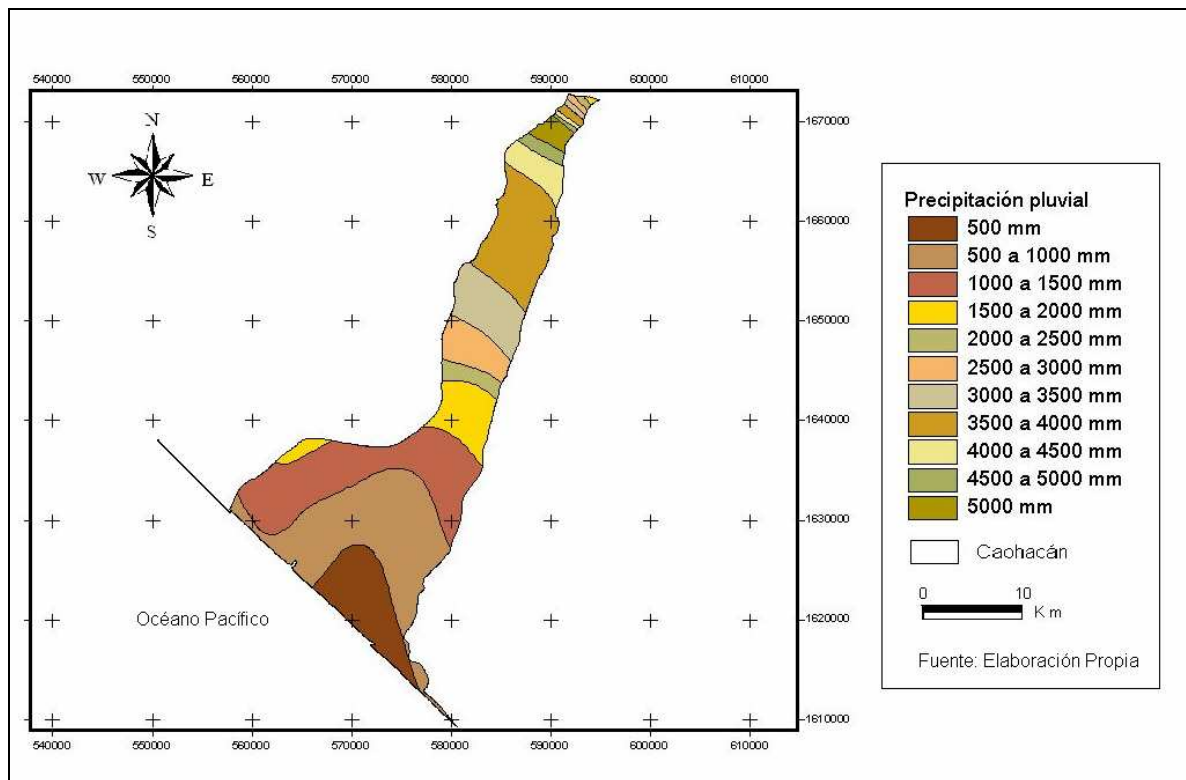 540000 550000 560000 570000 580000 590000 600000 610000
N
W E
S
1670000
1660000
1650000
1640000
1630000
1620000
1610000
Océano Pacífico
540000 550000 560000 570000 580000 590000 600000 610000
Precipitación pluvial
500 mm
500 a 1000 mm
1000 a 1500 mm
1500 a 2000 mm
2000 a 2500 mm
2500 a 3000 mm
3000 a 3500 mm
3500 a 4000 mm
4000 a 4500 mm
4500 a 5000 mm
5000 mm
Caohacán
0 10
Km
Fuente: Elaboración Propia